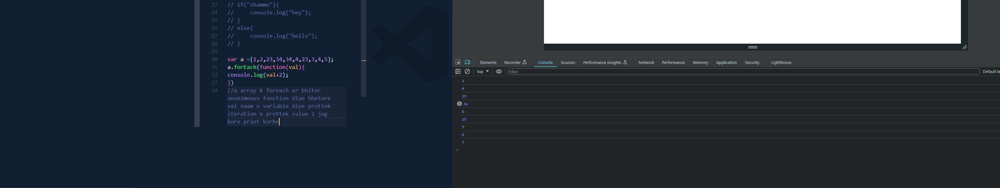 23 // if("shammo"){
24 //     console.log("hey");
25 // }
26 // else{
27 //     console.log("hello");
28 // }
29
30 var a =[1,2,23,34,34,4,23,3,4,5];
31 a.forEach(function(val){
32 console.log(val+2);
33 })
34 //a array k foreach er bhitor
anonimoous function diye bhetore
val naam e variable diye prottek
iteration e prottek value 2 jog
kore print korbe
Elements Recorder Console Sources Performance insights Network Performance Memory Application Security Lighthouse
top Filter Default le
3
4
25
2 36
6
25
5
6
7
>